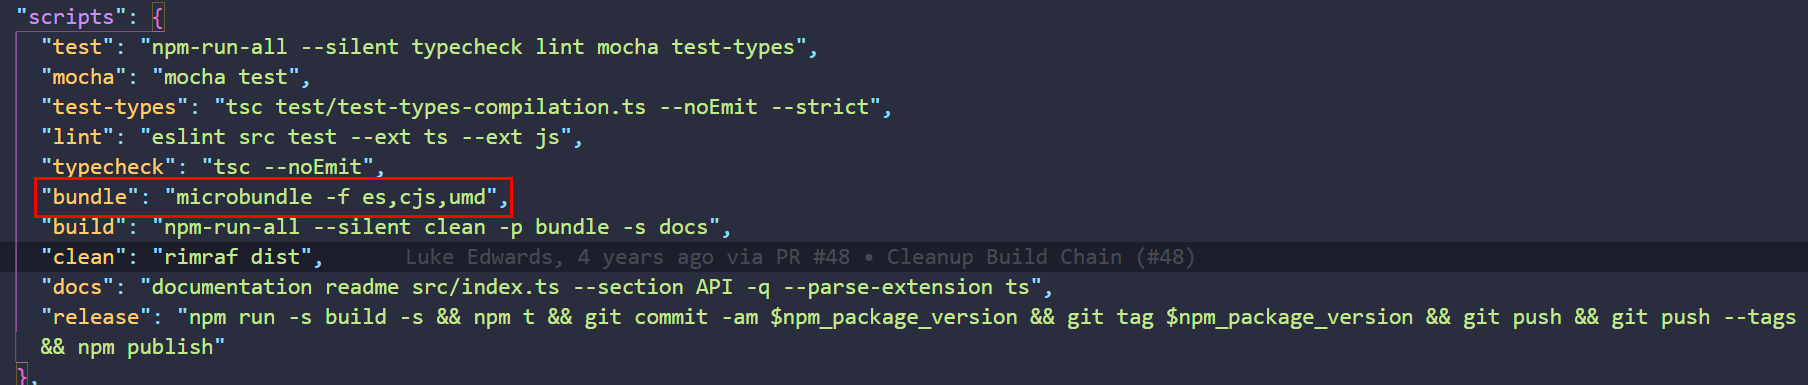 "scripts": {
"test": "npm-run-all --silent typecheck lint mocha test-types",
"mocha": "mocha test",
"test-types": "tsc test/test-types-compilation.ts --noEmit --strict",
"lint": "eslint src test --ext ts --ext js",
"typecheck": "tsc --noEmit",
"bundle": "microbundle -f es,cjs,umd",
"build": "npm-run-all --silent clean -p bundle -s docs",
"clean": "rimraf dist", Luke Edwards, 4 years ago via PR #48 • Cleanup Build Chain (#48)
"docs": "documentation readme src/index.ts --section API -q --parse-extension ts",
"release": "npm run -s build -s && npm t && git commit -am $npm_package_version && git tag $npm_package_version && git push && git push --tags
&& npm publish"
},